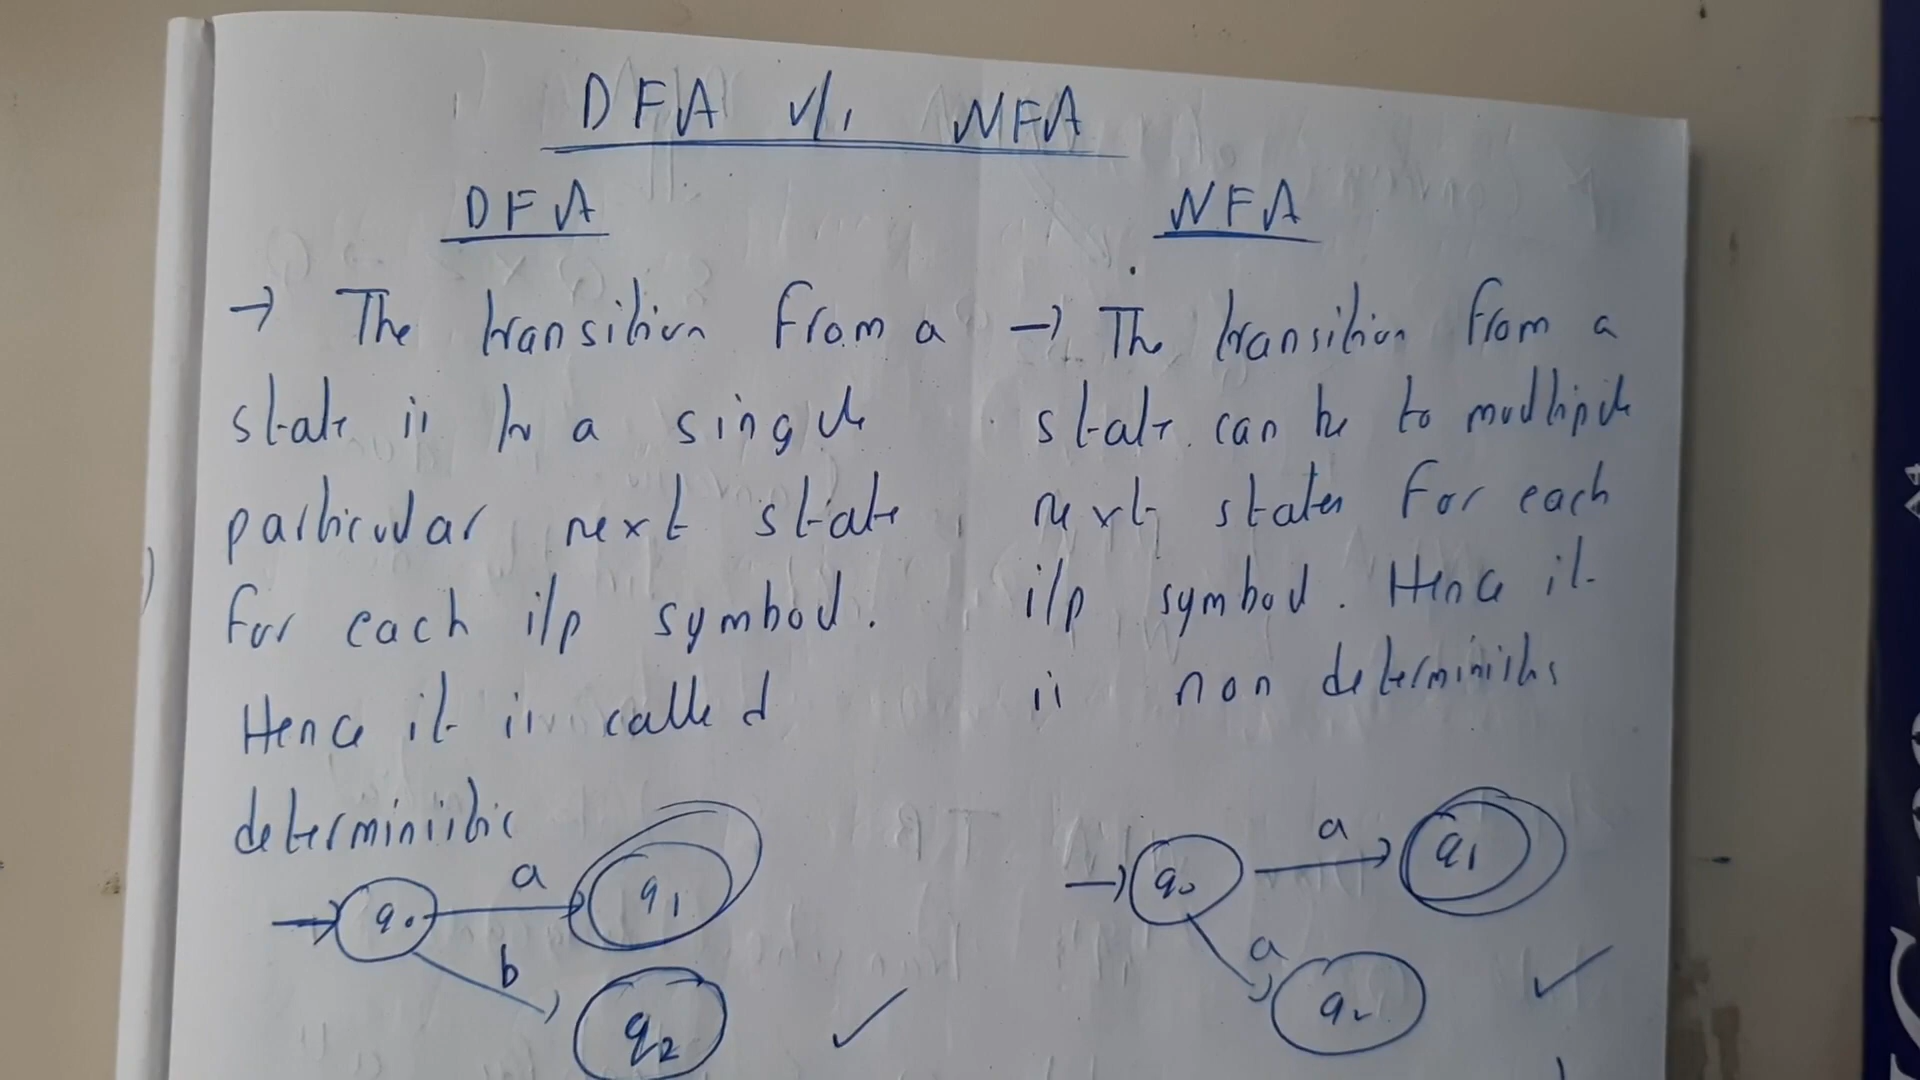 DFA v/s NFA
DFA
→ The transition from a
state is to a single
particular next state
for each i/p symbol.
Hence it is called
deterministic
a
q0
q1
b
q2
NFA
→ The transition from a
state can be to multiple
next states for each
i/p symbol. Hence it
is non deterministic
a
q0
q1
a
q2